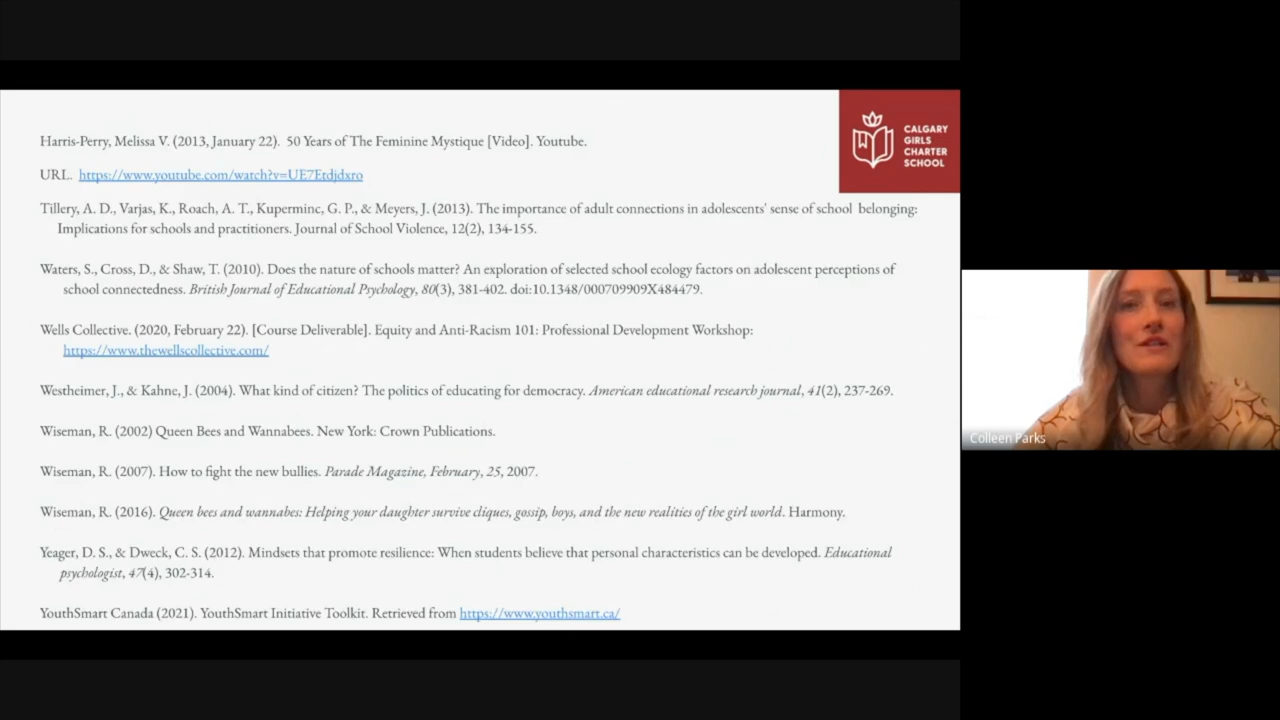 Harris-Perry, Melissa V. (2013, January 22). 50 Years of The Feminine Mystique [Video]. Youtube.
URL. https://www.youtube.com/watch?v=UE7Etdjdxro
CALGARY
GIRLS
CHARTER
SCHOOL
Tillery, A. D., Varjas, K., Roach, A. T., Kuperminc, G. P., & Meyers, J. (2013). The importance of adult connections in adolescents' sense of school belonging:
Implications for schools and practitioners. Journal of School Violence, 12(2), 134-155.
Waters, S., Cross, D., & Shaw, T. (2010). Does the nature of schools matter? An exploration of selected school ecology factors on adolescent perceptions of
school connectedness. British Journal of Educational Psychology, 80(3), 381-402. doi:10.1348/000709909X484479.
Wells Collective. (2020, February 22). [Course Deliverable]. Equity and Anti-Racism 101: Professional Development Workshop:
https://www.thewellscollective.com/
Westheimer, J., & Kahne, J. (2004). What kind of citizen? The politics of educating for democracy. American educational research journal, 41(2), 237-269.
Wiseman, R. (2002) Queen Bees and Wannabees. New York: Crown Publications.
Wiseman, R. (2007). How to fight the new bullies. Parade Magazine, February, 25, 2007.
Wiseman, R. (2016). Queen bees and wannabes: Helping your daughter survive cliques, gossip, boys, and the new realities of the girl world. Harmony.
Yeager, D. S., & Dweck, C. S. (2012). Mindsets that promote resilience: When students believe that personal characteristics can be developed. Educational
psychologist, 47(4), 302-314.
YouthSmart Canada (2021). YouthSmart Initiative Toolkit. Retrieved from https://www.youthsmart.ca/
Colleen Parks